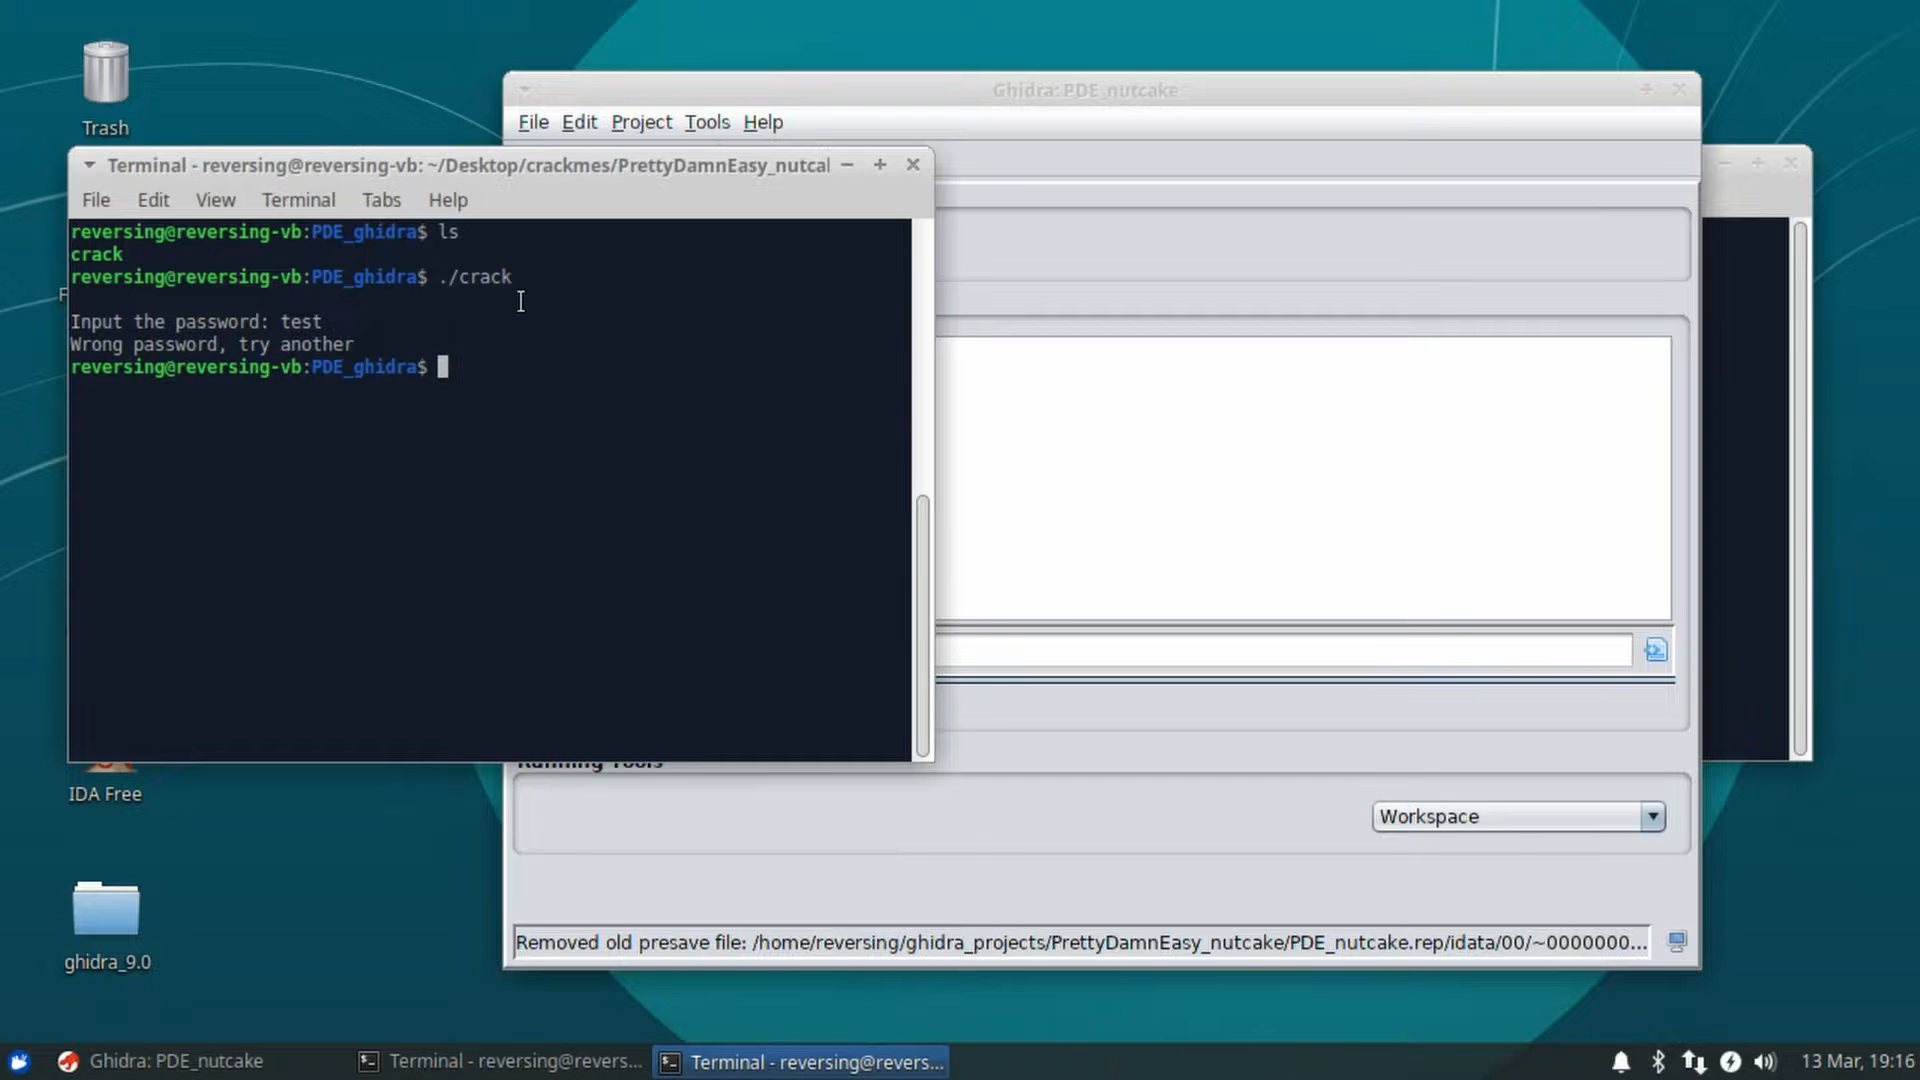 Trash
Ghidra: PDE_nutcake
File Edit Project Tools Help
Terminal - reversing@reversing-vb: ~/Desktop/crackmes/PrettyDamnEasy_nutcal
File Edit View Terminal Tabs Help
reversing@reversing-vb:PDE_ghidra$ ls
crack
reversing@reversing-vb:PDE_ghidra$ ./crack
Input the password: test
Wrong password, try another
reversing@reversing-vb:PDE_ghidra$
Running Tools
IDA Free
Workspace
ghidra_9.0
Removed old presave file: /home/reversing/ghidra_projects/PrettyDamnEasy_nutcake/PDE_nutcake.rep/idata/00/~0000000...
Ghidra: PDE_nutcake
Terminal - reversing@revers...
Terminal - reversing@revers...
13 Mar, 19:16